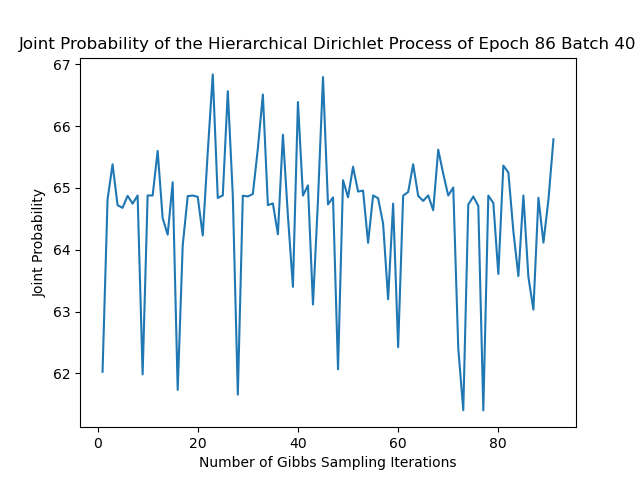 Joint Probability of the Hierarchical Dirichlet Process of Epoch 86 Batch 40
67
66
65
64
63
62
Joint Probability
0 20 40 60 80
Number of Gibbs Sampling Iterations